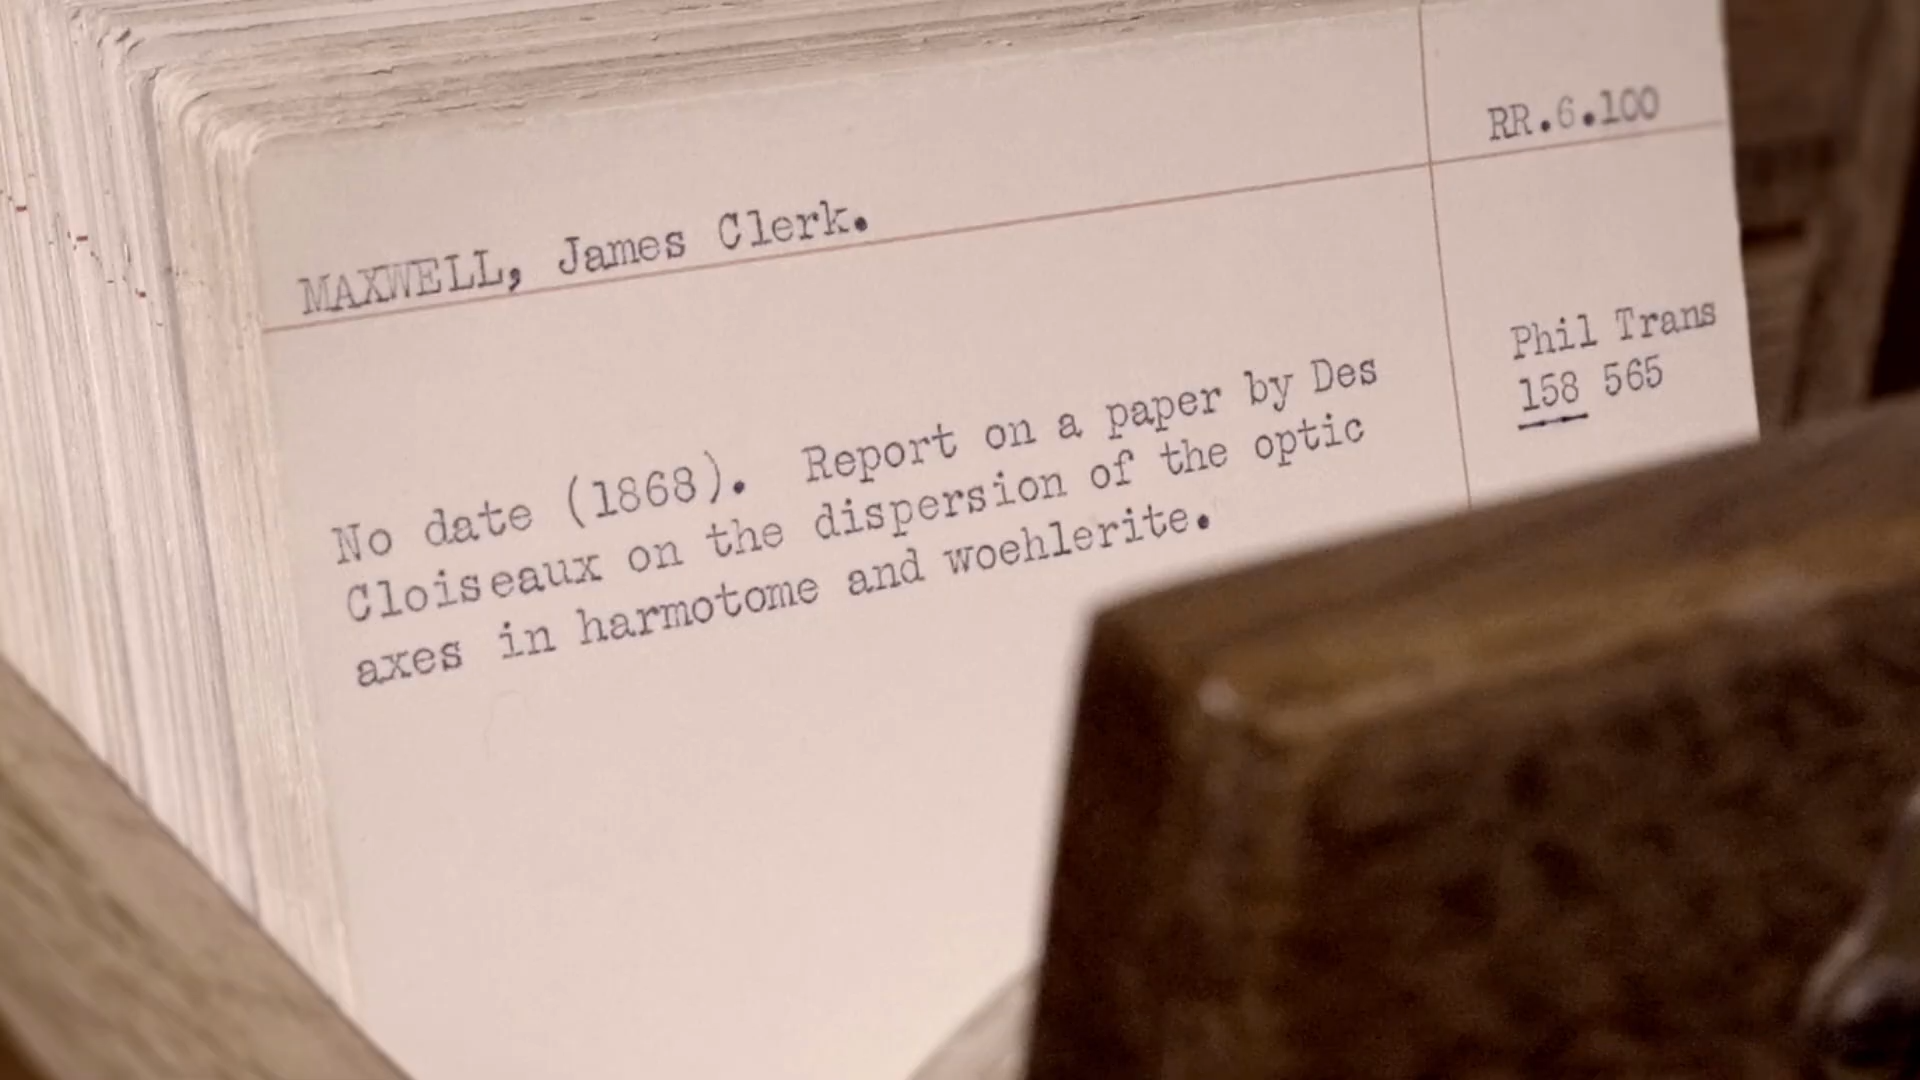 RR.6.100
MAXWELL, James Clerk.
Phil Trans
158 565
No date (1868). Report on a paper by Des
Cloiseaux on the dispersion of the optic
axes in harmotome and woehlerite.